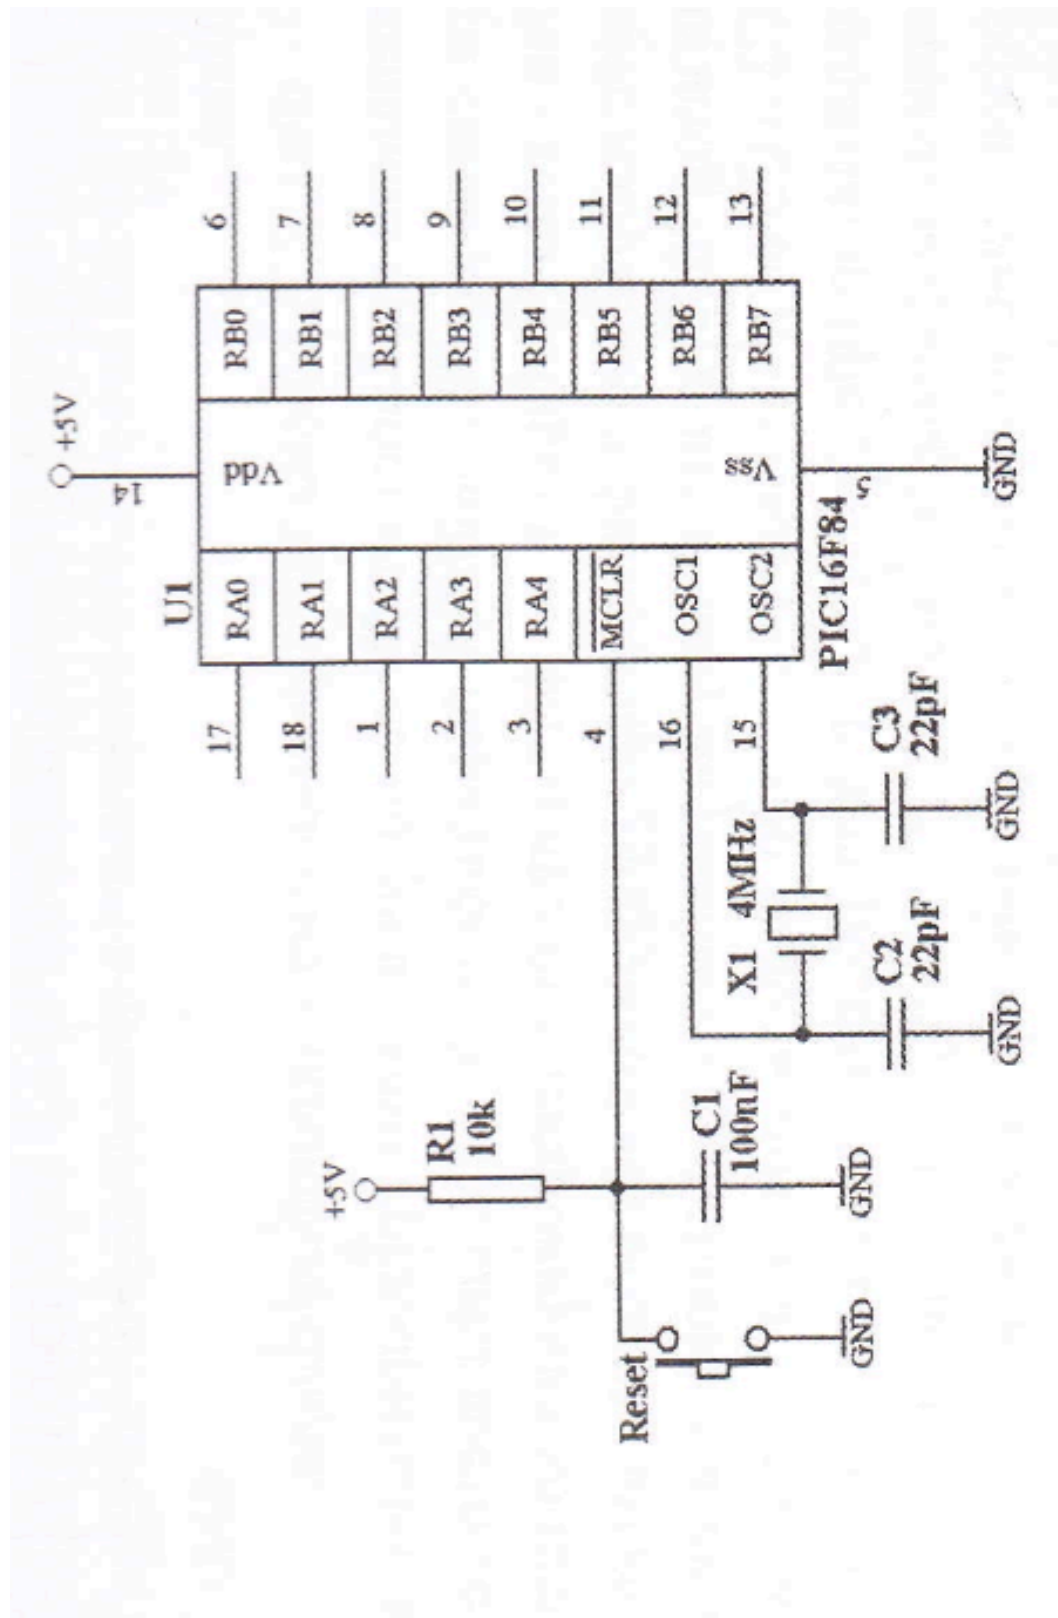 +5V
14
U1
Vdd
RA0
RA1
RA2
RA3
RA4
MCLR
OSC1
OSC2
17
18
1
2
3
4
16
15
RB0
RB1
RB2
RB3
RB4
RB5
RB6
RB7
6
7
8
9
10
11
12
13
Vss
5
GND
PIC16F84
+5V
R1
10k
C1
100nF
GND
Reset
GND
X1 4MHz
C2
22pF
GND
C3
22pF
GND